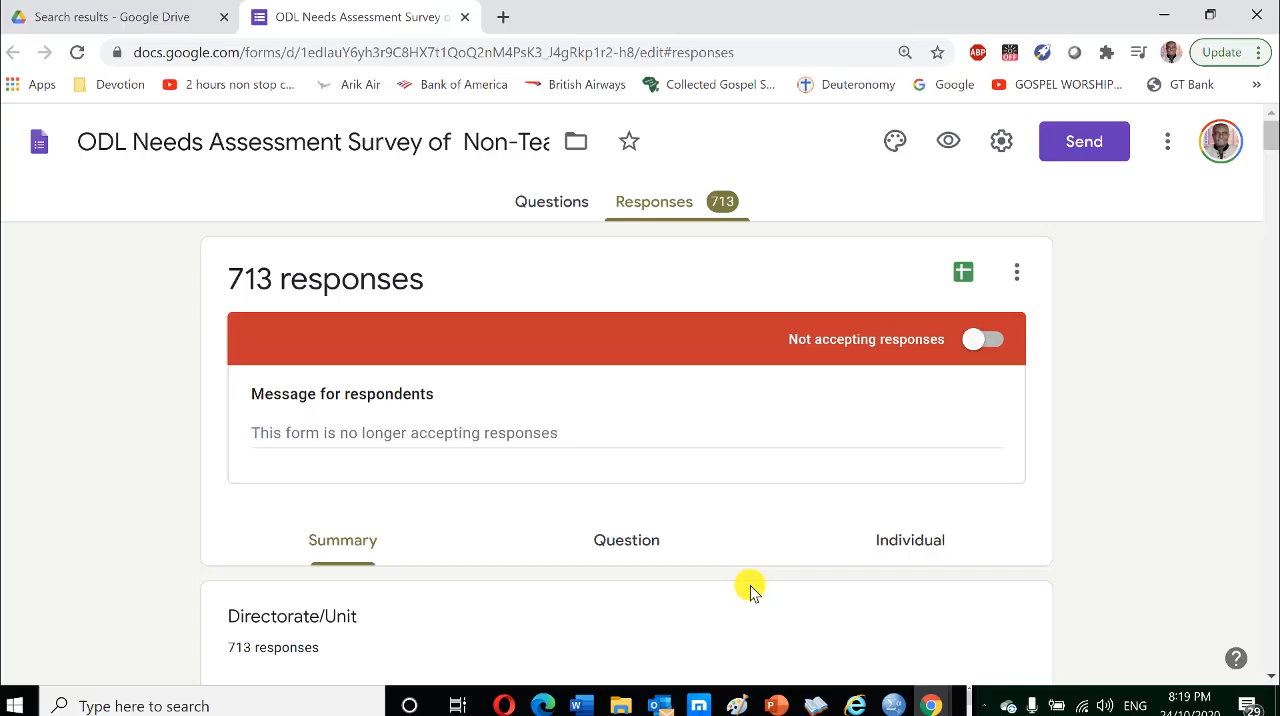 Search results - Google Drive
ODL Needs Assessment Survey o
docs.google.com/forms/d/1edIauY6yh3r9C8HX7t1QoQ2nM4PsK3_J4gRkp1r2-h8/edit#responses
ABP
OFF
Update
Apps
Devotion
2 hours non stop c...
Arik Air
Bank of America
British Airways
Collected Gospel S...
Deuteronomy
Google
GOSPEL WORSHIP...
GT Bank
»
ODL Needs Assessment Survey of Non-Tea
Send
Questions
Responses 713
713 responses
Not accepting responses
Message for respondents
This form is no longer accepting responses
Summary
Question
Individual
Directorate/Unit
713 responses
Type here to search
ENG
8:19 PM
24/10/2020
29